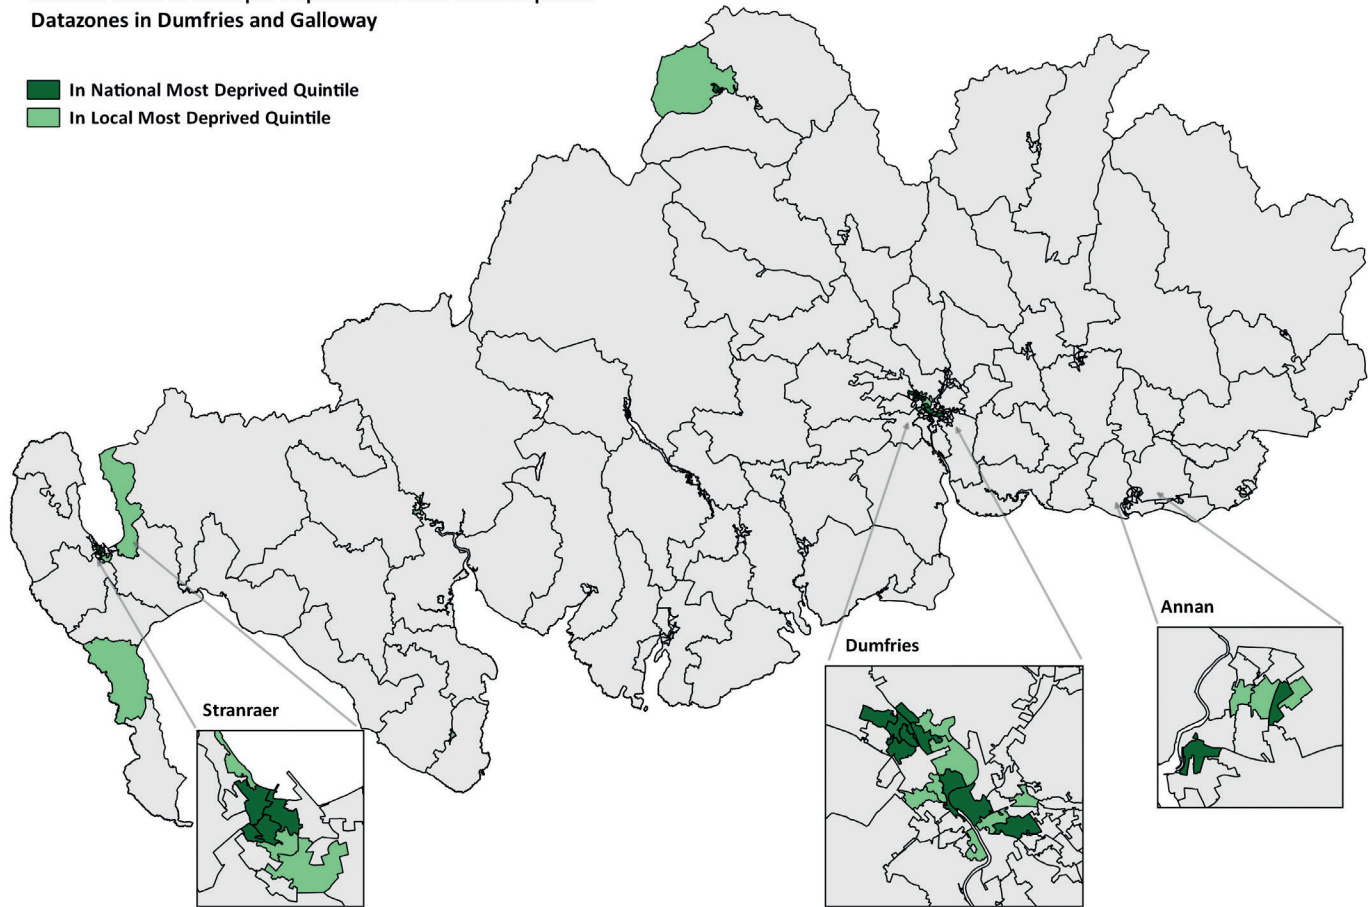 Datazones in Dumfries and Galloway
In National Most Deprived Quintile
In Local Most Deprived Quintile
Annan
Dumfries
Stranraer